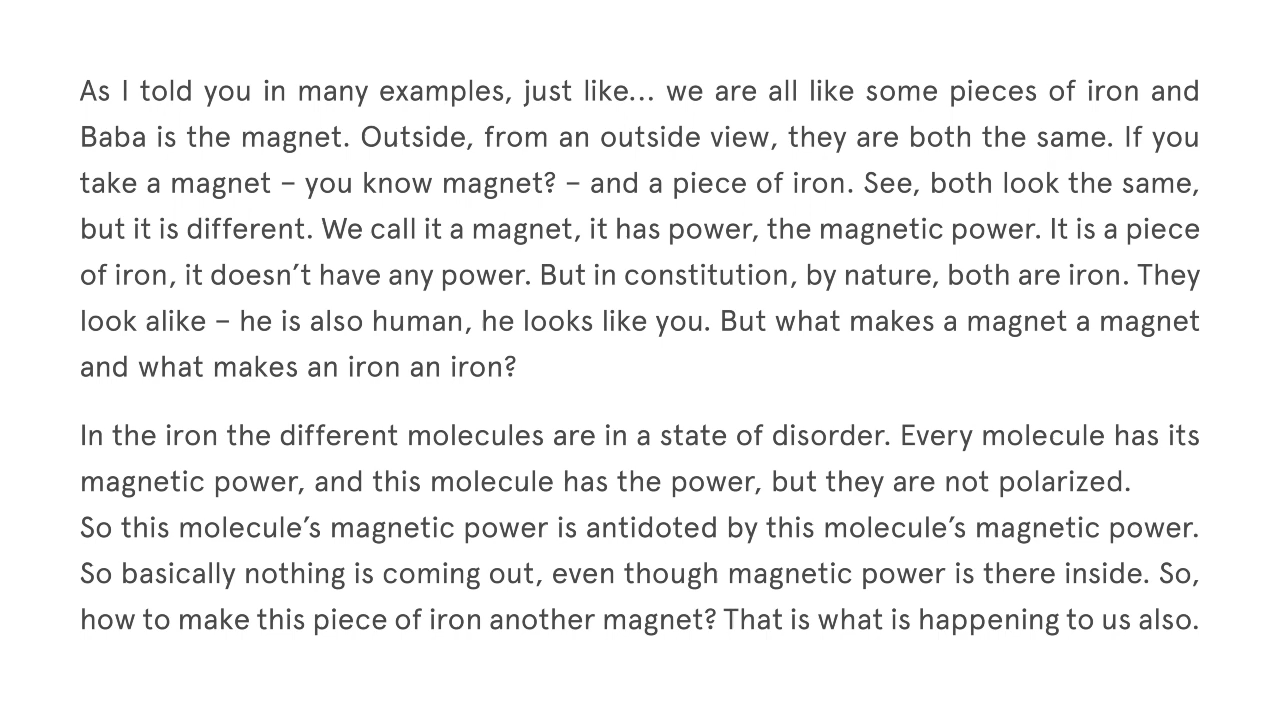 As I told you in many examples, just like... we are all like some pieces of iron and
Baba is the magnet. Outside, from an outside view, they are both the same. If you
take a magnet – you know magnet? – and a piece of iron. See, both look the same,
but it is different. We call it a magnet, it has power, the magnetic power. It is a piece
of iron, it doesn’t have any power. But in constitution, by nature, both are iron. They
look alike – he is also human, he looks like you. But what makes a magnet a magnet
and what makes an iron an iron?
In the iron the different molecules are in a state of disorder. Every molecule has its
magnetic power, and this molecule has the power, but they are not polarized.
So this molecule’s magnetic power is antidoted by this molecule’s magnetic power.
So basically nothing is coming out, even though magnetic power is there inside. So,
how to make this piece of iron another magnet? That is what is happening to us also.